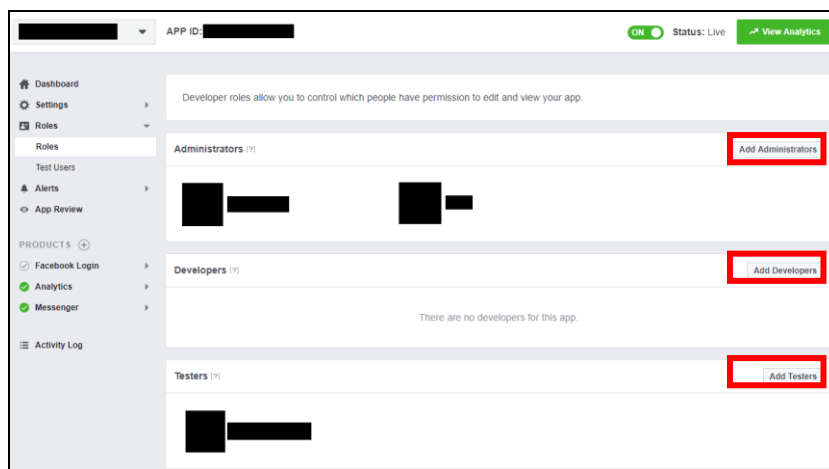 APP ID:
ON Status: Live View Analytics
Dashboard
Settings
Roles
Roles
Test Users
Alerts
App Review
PRODUCTS
Facebook Login
Analytics
Messenger
Activity Log
Developer roles allow you to control which people have permission to edit and view your app.
Administrators [?] Add Administrators
Developers [?] Add Developers
There are no developers for this app.
Testers [?] Add Testers